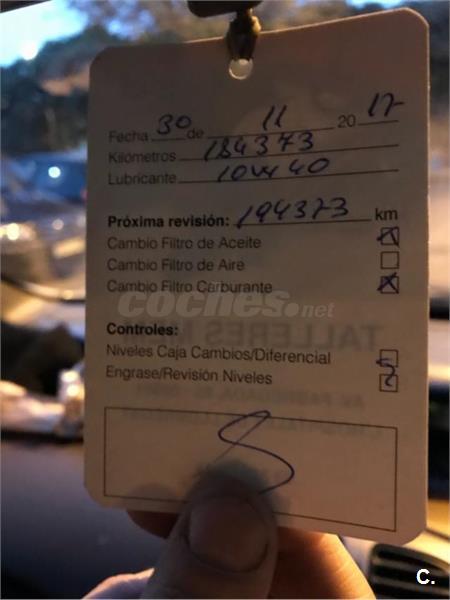 Fecha 30 de 11 20 17
Kilómetros 184373
Lubricante 10W40
Próxima revisión: 194373 km
Cambio Filtro de Aceite
Cambio Filtro de Aire
Cambio Filtro Carburante
coches.net
TALLERES
Controles:
Niveles Caja Cambios/Diferencial
Engrase/Revisión Niveles
C.